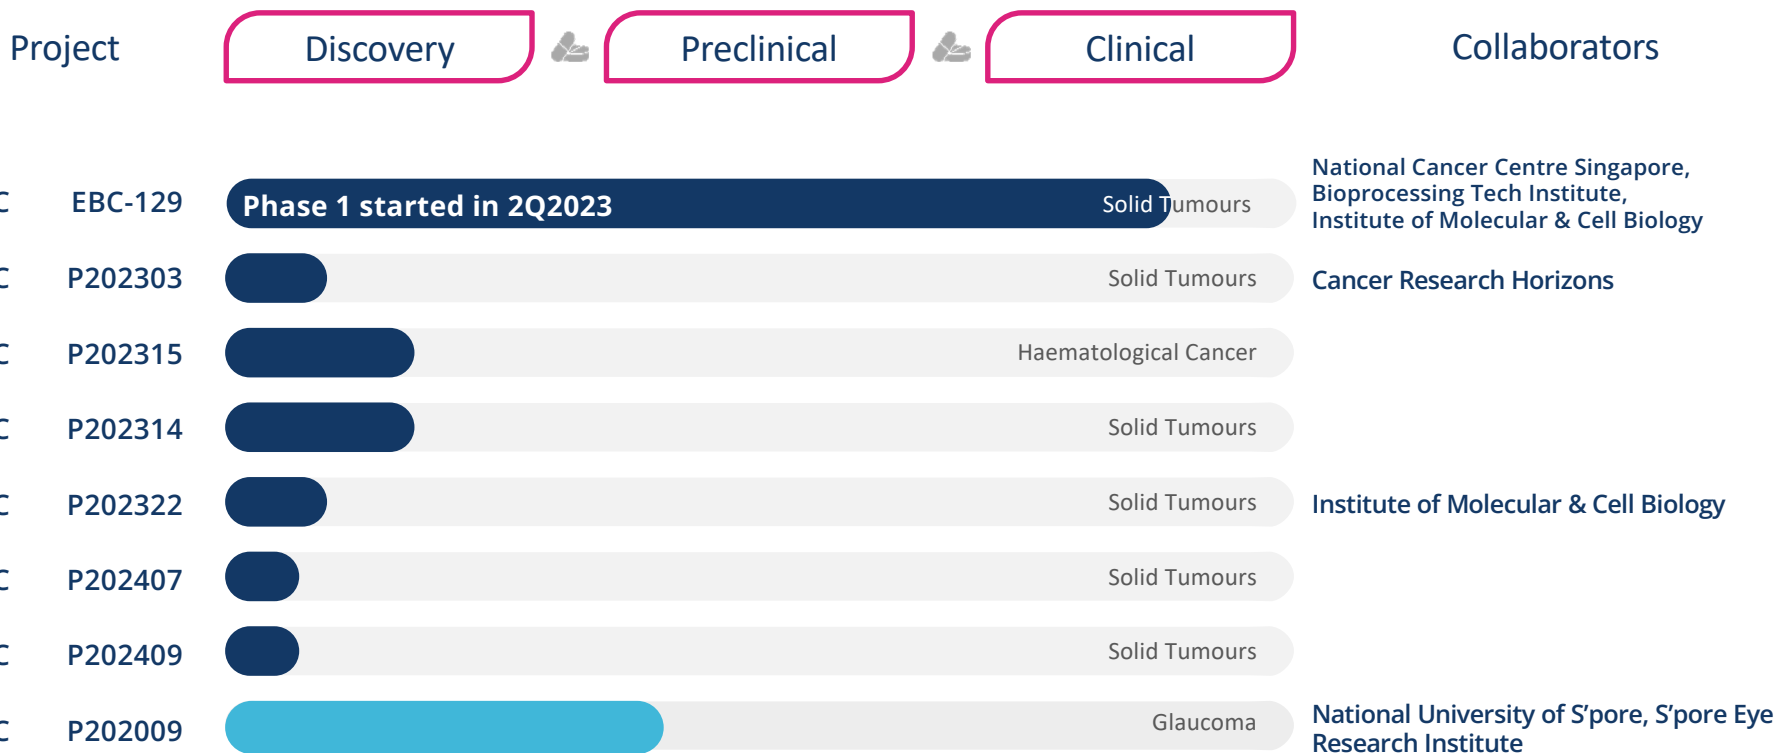 Project Discovery Preclinical Clinical Collaborators
C EBC-129 Phase 1 started in 2Q2023 Solid Tumours National Cancer Centre Singapore,
Bioprocessing Tech Institute,
Institute of Molecular & Cell Biology
C P202303 Solid Tumours Cancer Research Horizons
C P202315 Haematological Cancer
C P202314 Solid Tumours
C P202322 Solid Tumours Institute of Molecular & Cell Biology
C P202407 Solid Tumours
C P202409 Solid Tumours
C P202009 Glaucoma National University of S’pore, S’pore Eye
Research Institute